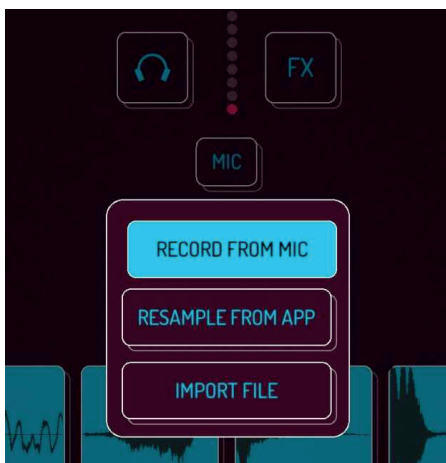 FX
MIC
RECORD FROM MIC
RESAMPLE FROM APP
IMPORT FILE